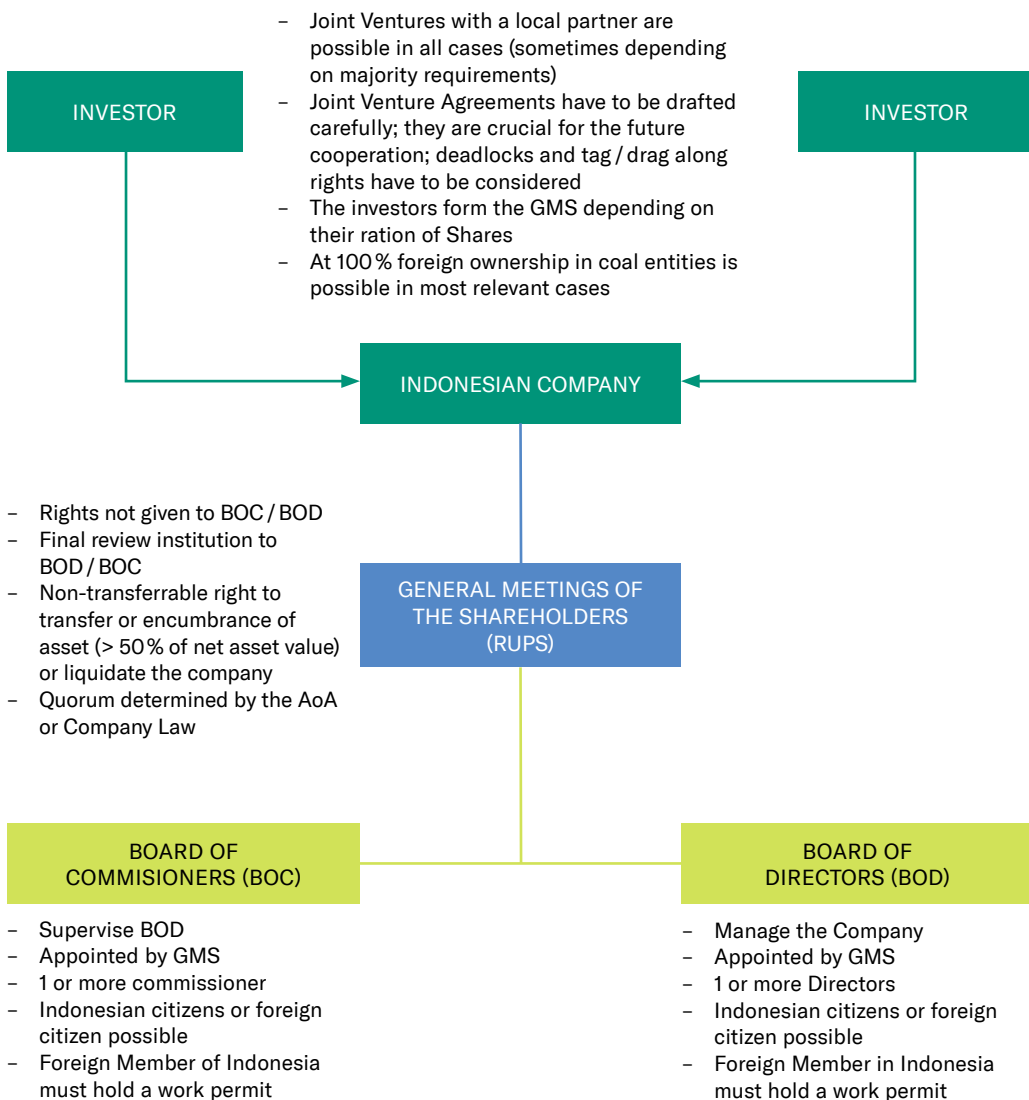 – Joint Ventures with a local partner are
possible in all cases (sometimes depending
on majority requirements)
– Joint Venture Agreements have to be drafted
carefully; they are crucial for the future
cooperation; deadlocks and tag / drag along
rights have to be considered
– The investors form the GMS depending on
their ration of Shares
– At 100 % foreign ownership in coal entities is
possible in most relevant cases
INVESTOR
INVESTOR
INDONESIAN COMPANY
– Rights not given to BOC / BOD
– Final review institution to
BOD / BOC
– Non-transferrable right to
transfer or encumbrance of
asset (> 50 % of net asset value)
or liquidate the company
– Quorum determined by the AoA
or Company Law
GENERAL MEETINGS OF
THE SHAREHOLDERS
(RUPS)
BOARD OF
COMMISIONERS (BOC)
– Supervise BOD
– Appointed by GMS
– 1 or more commissioner
– Indonesian citizens or foreign
citizen possible
– Foreign Member of Indonesia
must hold a work permit
BOARD OF
DIRECTORS (BOD)
– Manage the Company
– Appointed by GMS
– 1 or more Directors
– Indonesian citizens or foreign
citizen possible
– Foreign Member in Indonesia
must hold a work permit